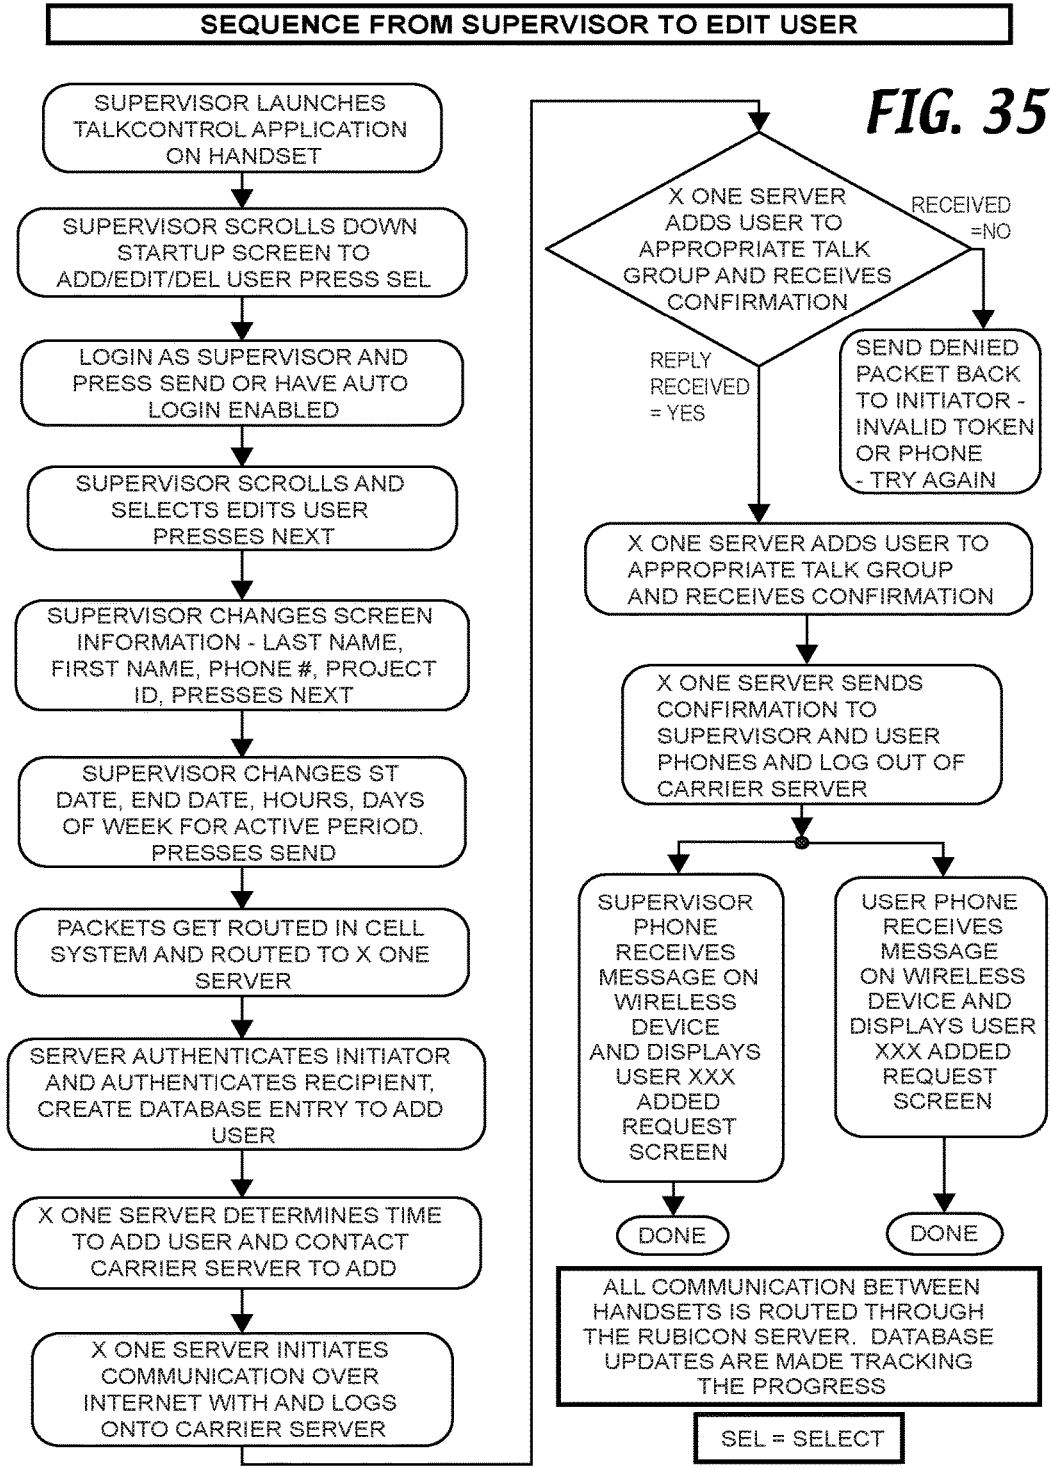 SEQUENCE FROM SUPERVISOR TO EDIT USER
FIG. 35
SUPERVISOR LAUNCHES
TALKCONTROL APPLICATION
ON HANDSET
SUPERVISOR SCROLLS DOWN
STARTUP SCREEN TO
ADD/EDIT/DEL USER PRESS SEL
LOGIN AS SUPERVISOR AND
PRESS SEND OR HAVE AUTO
LOGIN ENABLED
SUPERVISOR SCROLLS AND
SELECTS EDITS USER
PRESSES NEXT
SUPERVISOR CHANGES SCREEN
INFORMATION - LAST NAME,
FIRST NAME, PHONE #, PROJECT
ID, PRESSES NEXT
SUPERVISOR CHANGES ST
DATE, END DATE, HOURS, DAYS
OF WEEK FOR ACTIVE PERIOD.
PRESSES SEND
PACKETS GET ROUTED IN CELL
SYSTEM AND ROUTED TO X ONE
SERVER
SERVER AUTHENTICATES INITIATOR
AND AUTHENTICATES RECIPIENT,
CREATE DATABASE ENTRY TO ADD
USER
X ONE SERVER DETERMINES TIME
TO ADD USER AND CONTACT
CARRIER SERVER TO ADD
X ONE SERVER INITIATES
COMMUNICATION OVER
INTERNET WITH AND LOGS
ONTO CARRIER SERVER
X ONE SERVER
ADDS USER TO
APPROPRIATE TALK
GROUP AND RECEIVES
CONFIRMATION
RECEIVED
=NO
SEND DENIED
PACKET BACK
TO INITIATOR -
INVALID TOKEN
OR PHONE
- TRY AGAIN
REPLY
RECEIVED
= YES
X ONE SERVER ADDS USER TO
APPROPRIATE TALK GROUP
AND RECEIVES CONFIRMATION
X ONE SERVER SENDS
CONFIRMATION TO
SUPERVISOR AND USER
PHONES AND LOG OUT OF
CARRIER SERVER
SUPERVISOR
PHONE
RECEIVES
MESSAGE ON
WIRELESS
DEVICE
AND DISPLAYS
USER XXX
ADDED
REQUEST
SCREEN
DONE
USER PHONE
RECEIVES
MESSAGE
ON WIRELESS
DEVICE AND
DISPLAYS USER
XXX ADDED
REQUEST
SCREEN
DONE
ALL COMMUNICATION BETWEEN
HANDSETS IS ROUTED THROUGH
THE RUBICON SERVER. DATABASE
UPDATES ARE MADE TRACKING
THE PROGRESS
SEL = SELECT